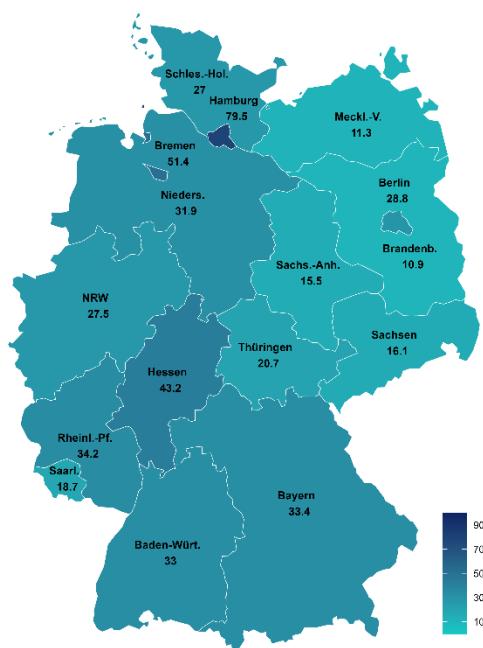 Schles.-Hol.
27
Hamburg
79.5
Meckl.-V.
11.3
Bremen
51.4
Berlin
28.8
Nieders.
31.9
Brandenb.
10.9
Sachs.-Anh.
15.5
NRW
27.5
Sachsen
16.1
Thüringen
20.7
Hessen
43.2
Rheinl.-Pf.
34.2
Saarl.
18.7
Bayern
33.4
Baden-Würt.
33
90
70
50
30
10